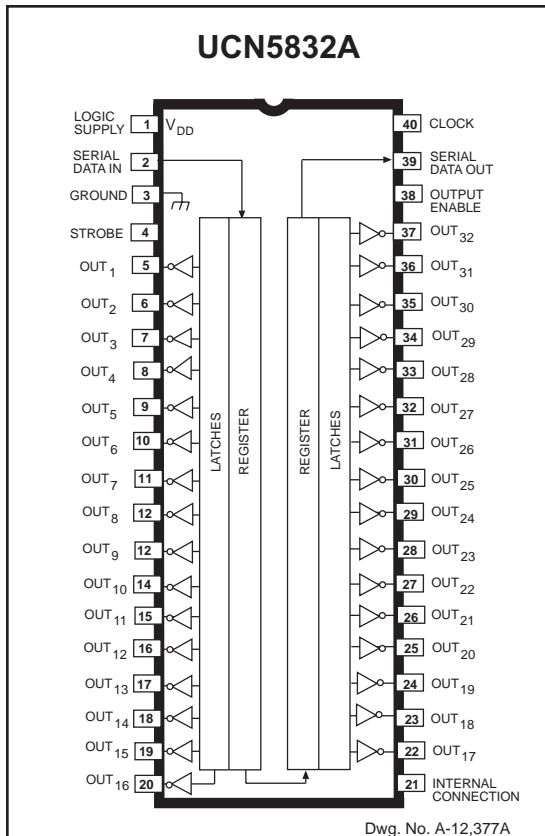 UCN5832A
LOGIC
SUPPLY 1 VDD
SERIAL
DATA IN 2
GROUND 3
STROBE 4
OUT1 5
OUT2 6
OUT3 7
OUT4 8
OUT5 9
OUT6 10
OUT7 11
OUT8 12
OUT9 12
OUT10 14
OUT11 15
OUT12 16
OUT13 17
OUT14 18
OUT15 19
OUT16 20
LATCHES
REGISTER
REGISTER
LATCHES
40 CLOCK
39 SERIAL
DATA OUT
38 OUTPUT
ENABLE
37 OUT32
36 OUT31
35 OUT30
34 OUT29
33 OUT28
32 OUT27
31 OUT26
30 OUT25
29 OUT24
28 OUT23
27 OUT22
26 OUT21
25 OUT20
24 OUT19
23 OUT18
22 OUT17
21 INTERNAL
CONNECTION
Dwg. No. A-12,377A